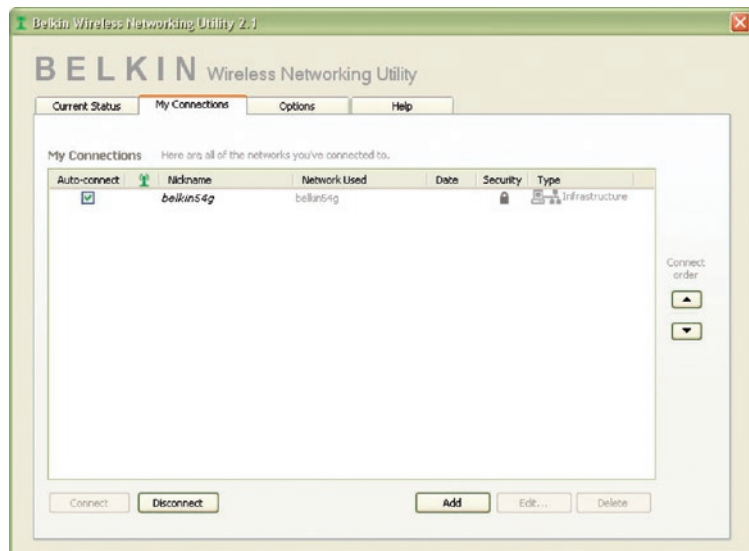 Belkin Wireless Networking Utility 2.1
BELKIN Wireless Networking Utility
Current Status My Connections Options Help
My Connections Here are all of the networks you've connected to.
Auto-connect Nickname Network Used Date Security Type
belkin54g belkin54g Infrastructure
Connect
order
Connect Disconnect Add Edit... Delete